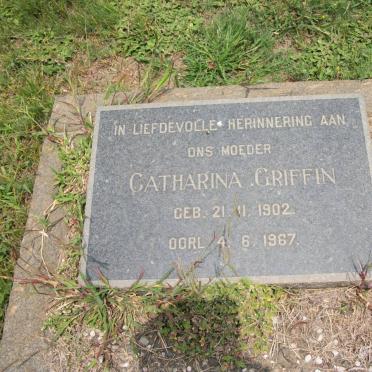 IN LIEFDEVOLLE HERINNERING AAN
ONS MOEDER
CATHARINA GRIFFIN
GEB. 21. 11. 1902.
OORL 4. 6. 1967.